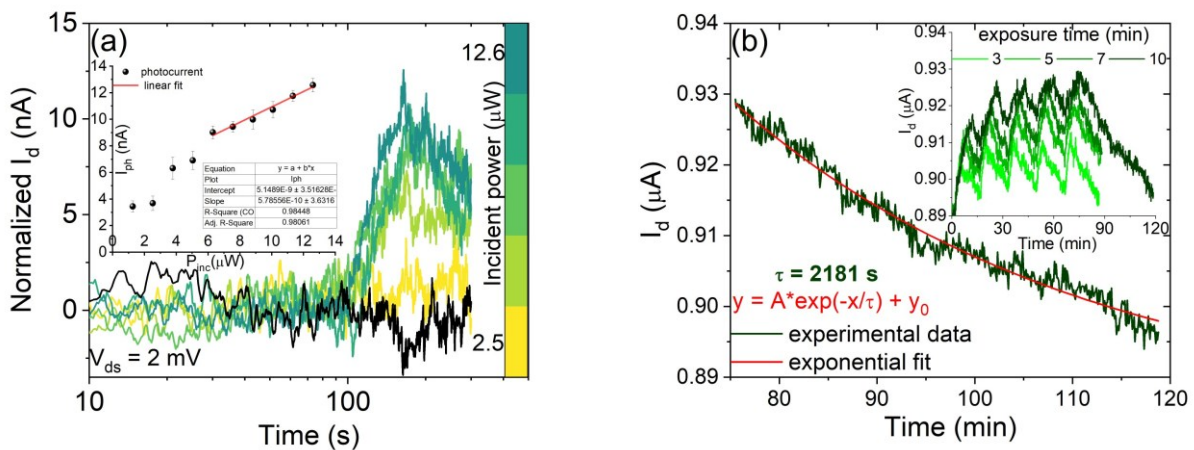 (a)
photocurrent
linear fit
Normalized I_d (nA)
15
10
5
0
I_ph (nA)
14
12
10
8
6
4
2
0
Equation y = a + b*x
Plot Iph
Intercept 5.1489E-9 ± 3.51628E-
Slope 5.78556E-10 ± 3.6316
R-Square (CO 0.98448
Adj. R-Square 0.98061
0 2 4 6 8 10 12 14
P_inc(μW)
V_ds = 2 mV
10 100
Time (s)
12.6
Incident power (μW)
2.5
(b)
I_d (μA)
0.94
0.93
0.92
0.91
0.90
0.89
exposure time (min)
3 5 7 10
I_d (μA)
0.94
0.93
0.92
0.91
0.90
0.89
0 30 60 90 120
Time (min)
τ = 2181 s
y = A*exp(-x/τ) + y_0
experimental data
exponential fit
80 90 100 110 120
Time (min)